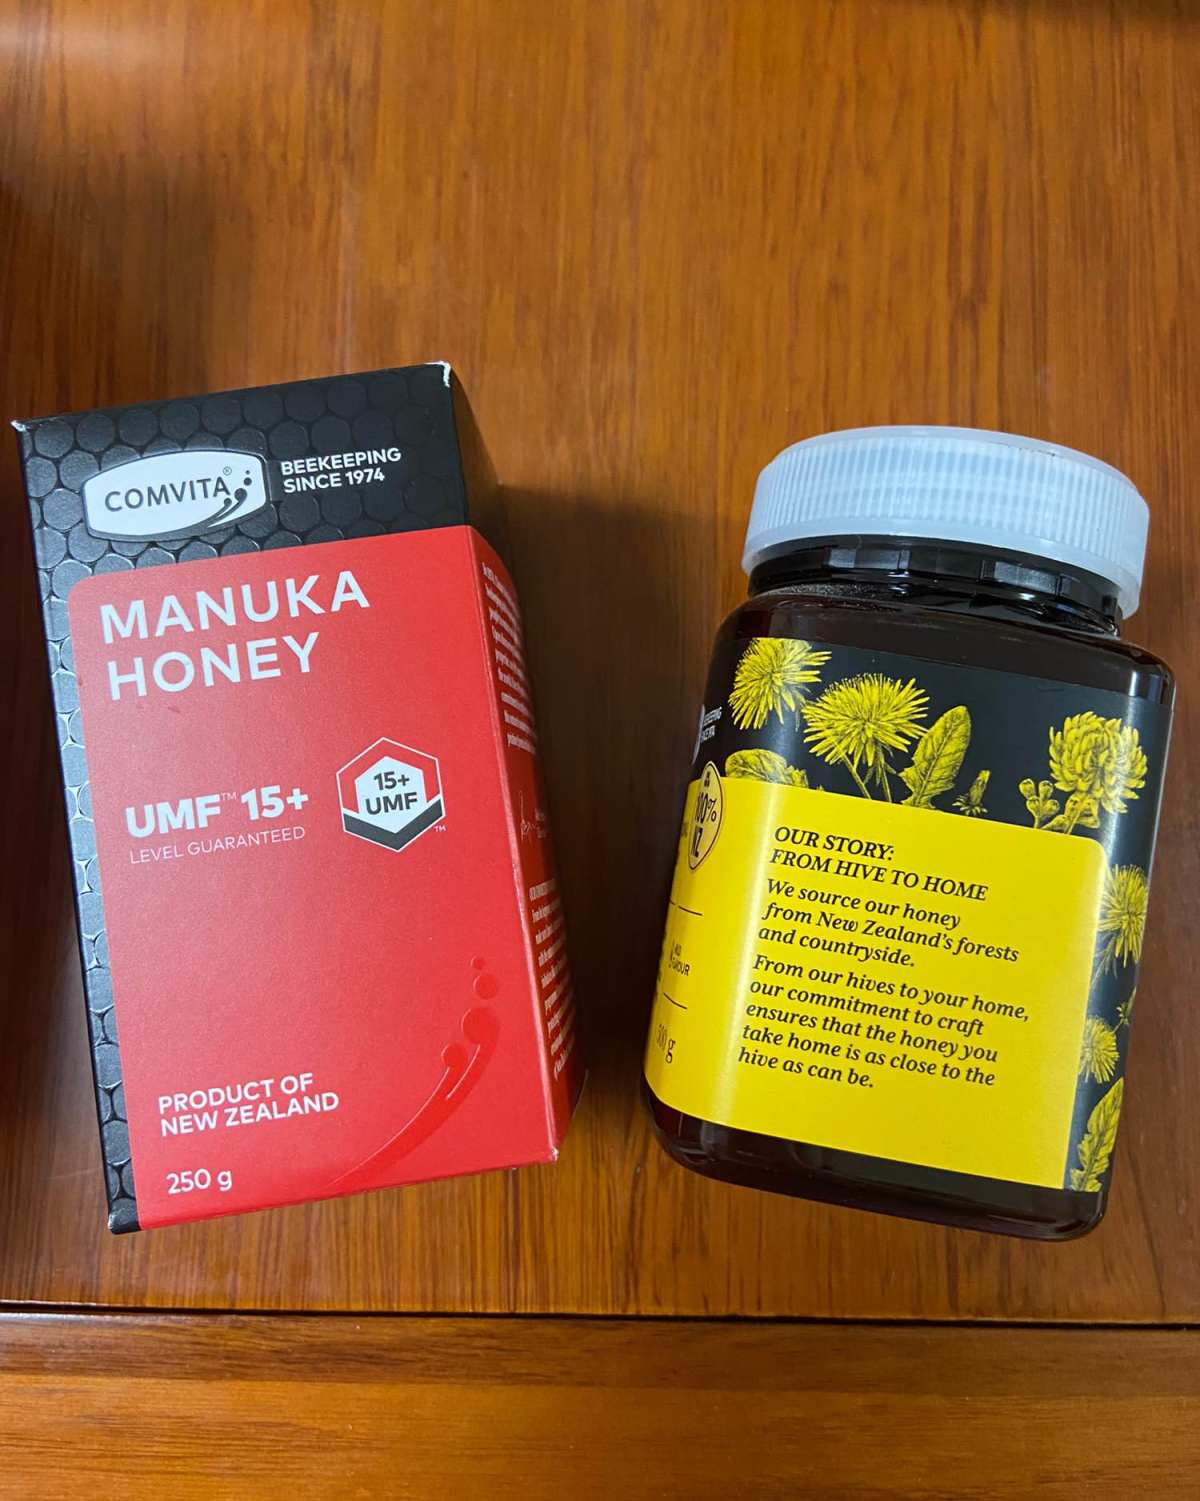 COMVITA®
BEEKEEPING
SINCE 1974
MANUKA
HONEY
UMF™ 15+
LEVEL GUARANTEED
15+
UMF
™
PRODUCT OF
NEW ZEALAND
250 g
100%
NZ
OUR STORY:
FROM HIVE TO HOME
We source our honey
from New Zealand's forests
and countryside.
From our hives to your home,
our commitment to craft
ensures that the honey you
take home is as close to the
hive as can be.